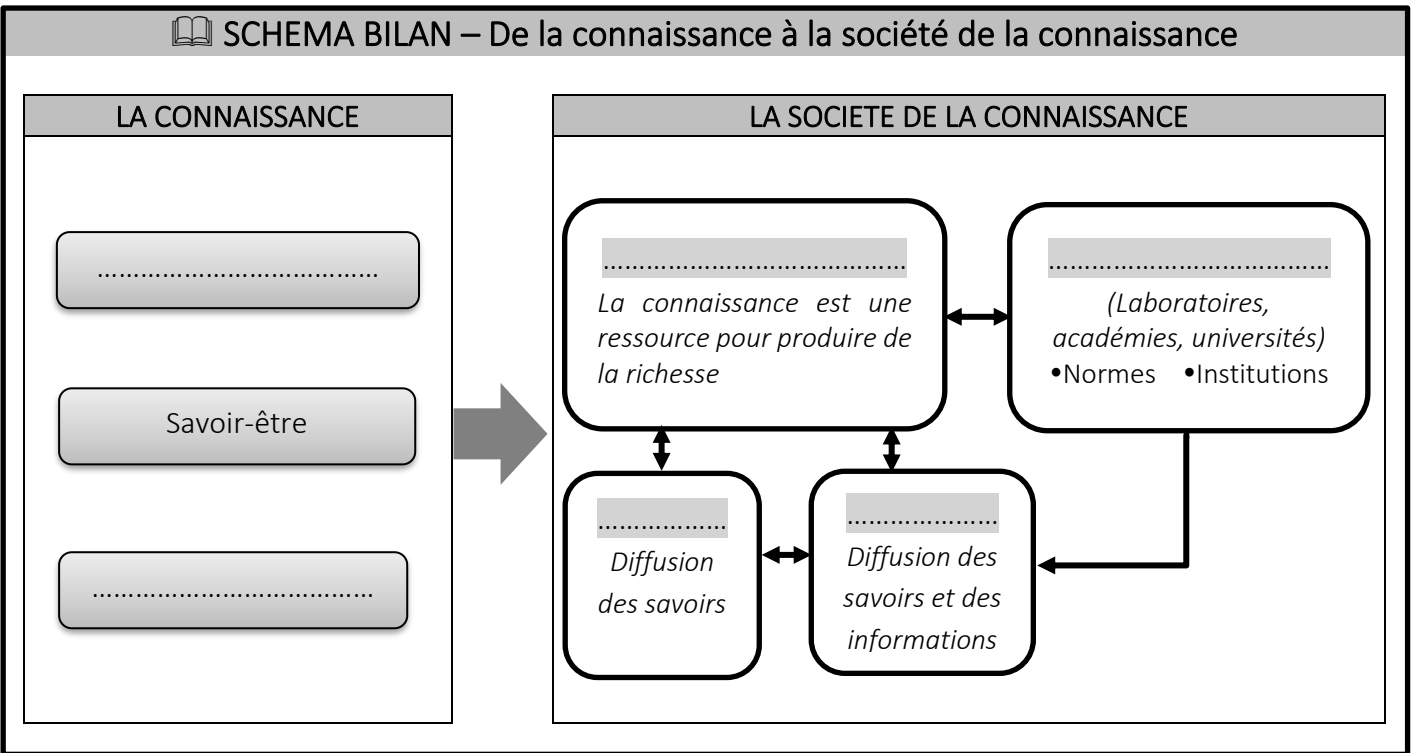 🕮 SCHEMA BILAN – De la connaissance à la société de la connaissance
LA CONNAISSANCE
…………………………………
Savoir-être
…………………………………
LA SOCIETE DE LA CONNAISSANCE
……………………………………
La connaissance est une
ressource pour produire de
la richesse
…………………………………
(Laboratoires,
académies, universités)
•Normes •Institutions
………………
Diffusion
des savoirs
…………………
Diffusion des
savoirs et des
informations